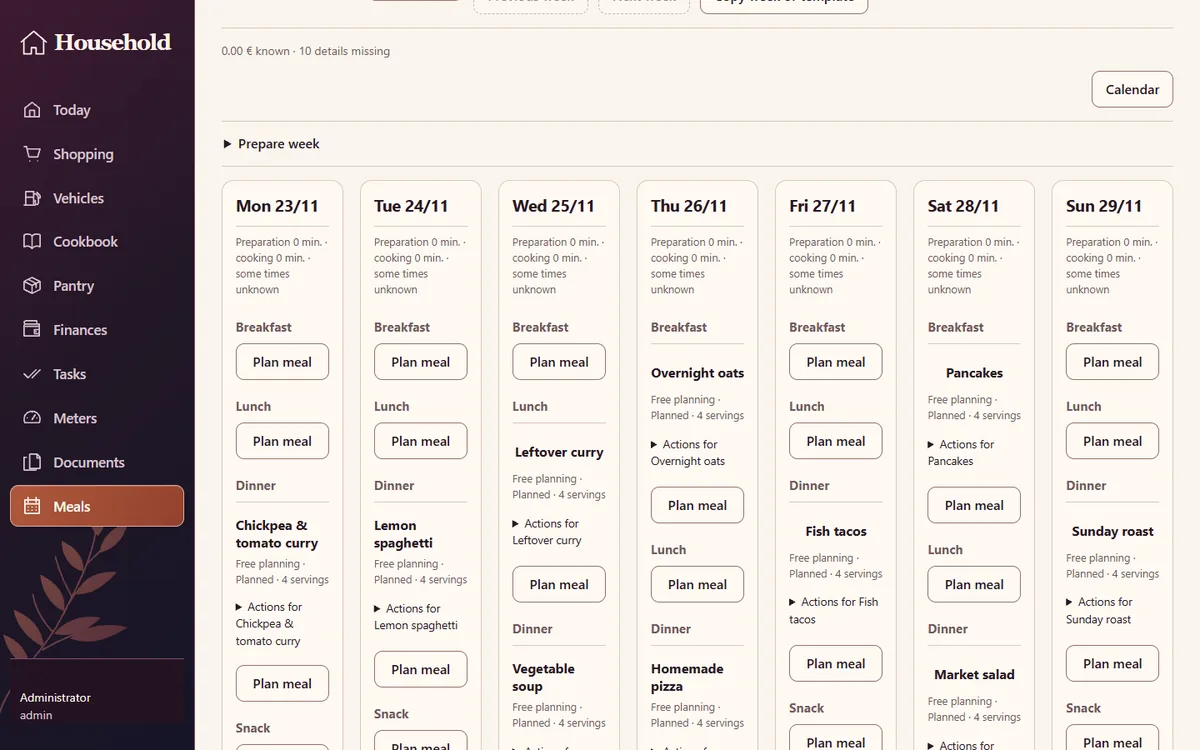 Household
Today
Shopping
Vehicles
Cookbook
Pantry
Finances
Tasks
Meters
Documents
Meals
Administrator
admin
Previous week
Next week
Copy week or template
0.00 € known · 10 details missing
Calendar
▶ Prepare week
Mon 23/11
Preparation 0 min. ·
cooking 0 min. ·
some times
unknown
Breakfast
Plan meal
Lunch
Plan meal
Dinner
Chickpea &
tomato curry
Free planning ·
Planned · 4 servings
▶ Actions for
Chickpea &
tomato curry
Plan meal
Snack
Tue 24/11
Preparation 0 min. ·
cooking 0 min. ·
some times
unknown
Breakfast
Plan meal
Lunch
Plan meal
Dinner
Lemon
spaghetti
Free planning ·
Planned · 4 servings
▶ Actions for
Lemon spaghetti
Plan meal
Snack
Plan meal
Wed 25/11
Preparation 0 min. ·
cooking 0 min. ·
some times
unknown
Breakfast
Plan meal
Lunch
Leftover curry
Free planning ·
Planned · 4 servings
▶ Actions for
Leftover curry
Plan meal
Dinner
Vegetable
soup
Free planning ·
Planned · 4 servings
Thu 26/11
Preparation 0 min. ·
cooking 0 min. ·
some times
unknown
Breakfast
Overnight oats
Free planning ·
Planned · 4 servings
▶ Actions for
Overnight oats
Plan meal
Lunch
Plan meal
Dinner
Homemade
pizza
Free planning ·
Planned · 4 servings
Fri 27/11
Preparation 0 min. ·
cooking 0 min. ·
some times
unknown
Breakfast
Plan meal
Lunch
Plan meal
Dinner
Fish tacos
Free planning ·
Planned · 4 servings
▶ Actions for Fish
tacos
Plan meal
Snack
Plan meal
Sat 28/11
Preparation 0 min. ·
cooking 0 min. ·
some times
unknown
Breakfast
Pancakes
Free planning ·
Planned · 4 servings
▶ Actions for
Pancakes
Plan meal
Lunch
Plan meal
Dinner
Market salad
Free planning ·
Planned · 4 servings
▶ Actions for
Sun 29/11
Preparation 0 min. ·
cooking 0 min. ·
some times
unknown
Breakfast
Plan meal
Lunch
Plan meal
Dinner
Sunday roast
Free planning ·
Planned · 4 servings
▶ Actions for
Sunday roast
Plan meal
Snack
Plan meal